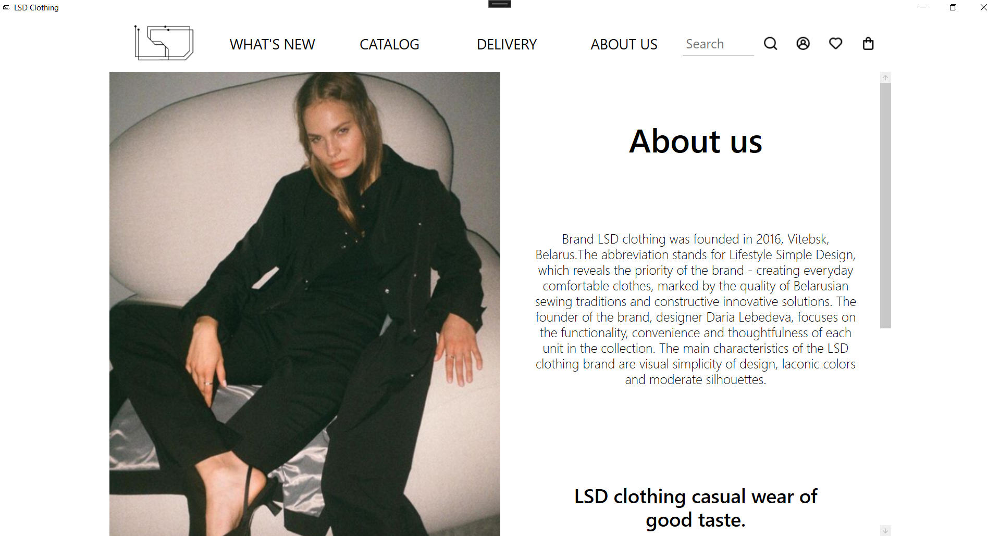 LSD Clothing
WHAT'S NEW
CATALOG
DELIVERY
ABOUT US
Search
About us
Brand LSD clothing was founded in 2016, Vitebsk,
Belarus.The abbreviation stands for Lifestyle Simple Design,
which reveals the priority of the brand - creating everyday
comfortable clothes, marked by the quality of Belarusian
sewing traditions and constructive innovative solutions. The
founder of the brand, designer Daria Lebedeva, focuses on
the functionality, convenience and thoughtfulness of each
unit in the collection. The main characteristics of the LSD
clothing brand are visual simplicity of design, laconic colors
and moderate silhouettes.
LSD clothing casual wear of
good taste.